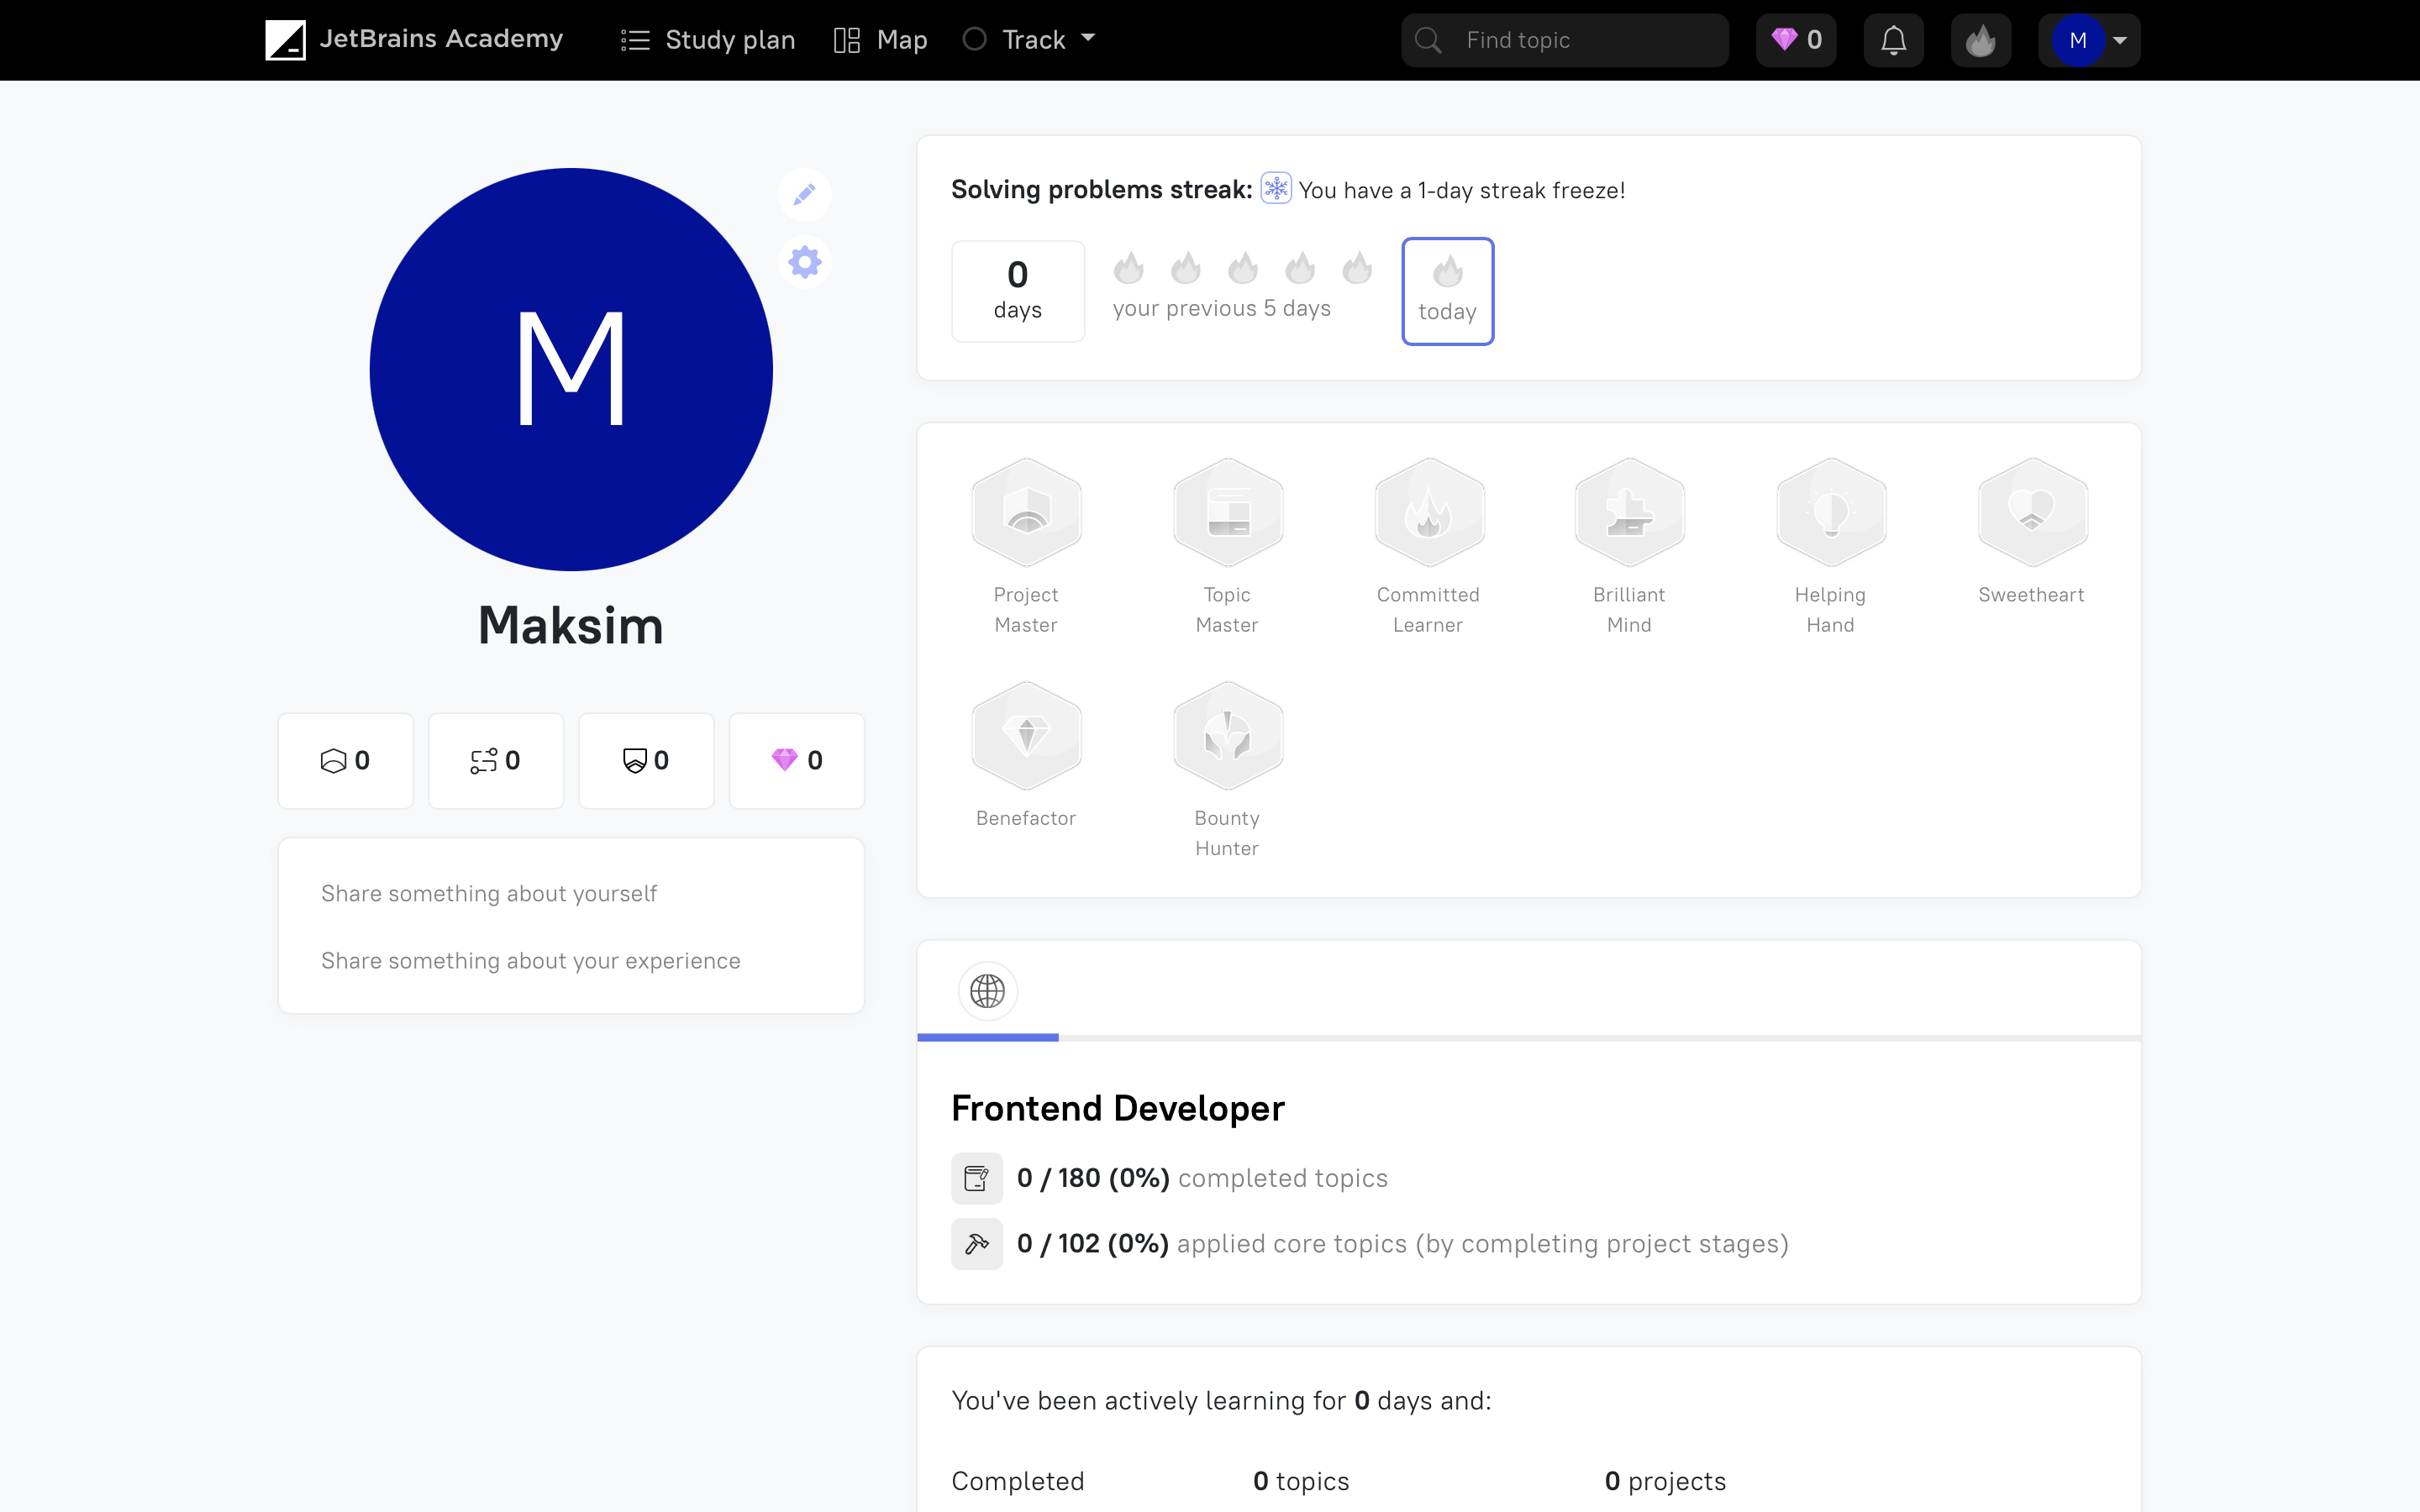 JetBrains Academy
Study plan
Map
Track
Find topic
0
M
M
Maksim
0
0
0
0
Share something about yourself
Share something about your experience
Solving problems streak: You have a 1-day streak freeze!
0
days
your previous 5 days
today
Project
Master
Topic
Master
Committed
Learner
Brilliant
Mind
Helping
Hand
Sweetheart
Benefactor
Bounty
Hunter
Frontend Developer
0 / 180 (0%) completed topics
0 / 102 (0%) applied core topics (by completing project stages)
You've been actively learning for 0 days and:
Completed 0 topics 0 projects